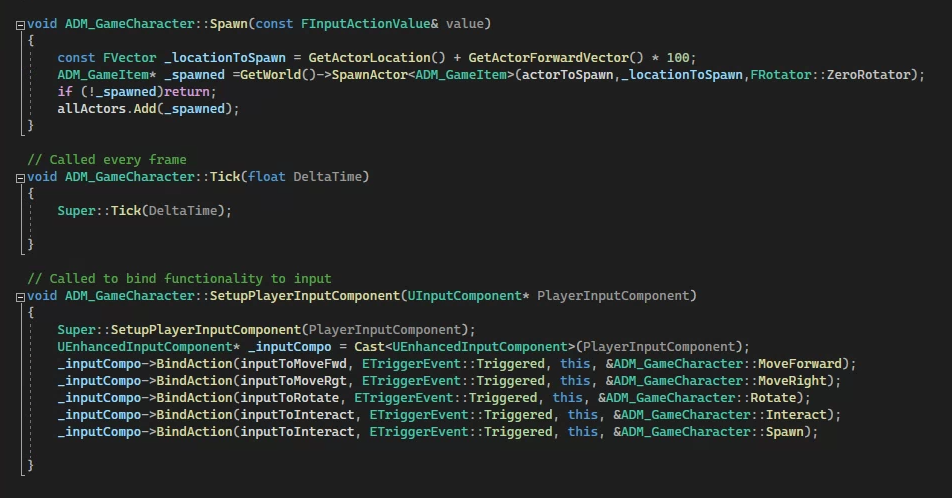 void ADM_GameCharacter::Spawn(const FInputActionValue& value)
{
const FVector _locationToSpawn = GetActorLocation() + GetActorForwardVector() * 100;
ADM_GameItem* _spawned =GetWorld()->SpawnActor<ADM_GameItem>(actorToSpawn,_locationToSpawn,FRotator::ZeroRotator);
if (!_spawned)return;
allActors.Add(_spawned);
}
// Called every frame
void ADM_GameCharacter::Tick(float DeltaTime)
{
Super::Tick(DeltaTime);
}
// Called to bind functionality to input
void ADM_GameCharacter::SetupPlayerInputComponent(UInputComponent* PlayerInputComponent)
{
Super::SetupPlayerInputComponent(PlayerInputComponent);
UEnhancedInputComponent* _inputCompo = Cast<UEnhancedInputComponent>(PlayerInputComponent);
_inputCompo->BindAction(inputToMoveFwd, ETriggerEvent::Triggered, this, &ADM_GameCharacter::MoveForward);
_inputCompo->BindAction(inputToMoveRgt, ETriggerEvent::Triggered, this, &ADM_GameCharacter::MoveRight);
_inputCompo->BindAction(inputToRotate, ETriggerEvent::Triggered, this, &ADM_GameCharacter::Rotate);
_inputCompo->BindAction(inputToInteract, ETriggerEvent::Triggered, this, &ADM_GameCharacter::Interact);
_inputCompo->BindAction(inputToInteract, ETriggerEvent::Triggered, this, &ADM_GameCharacter::Spawn);
}